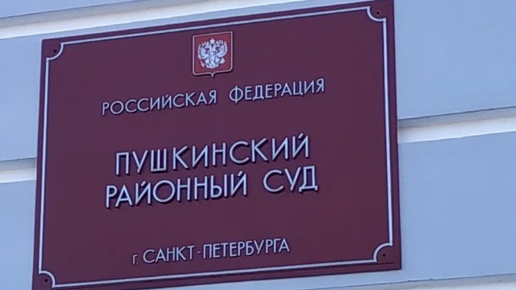 РОССИЙСКАЯ ФЕДЕРАЦИЯ
ПУШКИНСКИЙ
РАЙОННЫЙ СУД
г. САНКТ-ПЕТЕРБУРГА